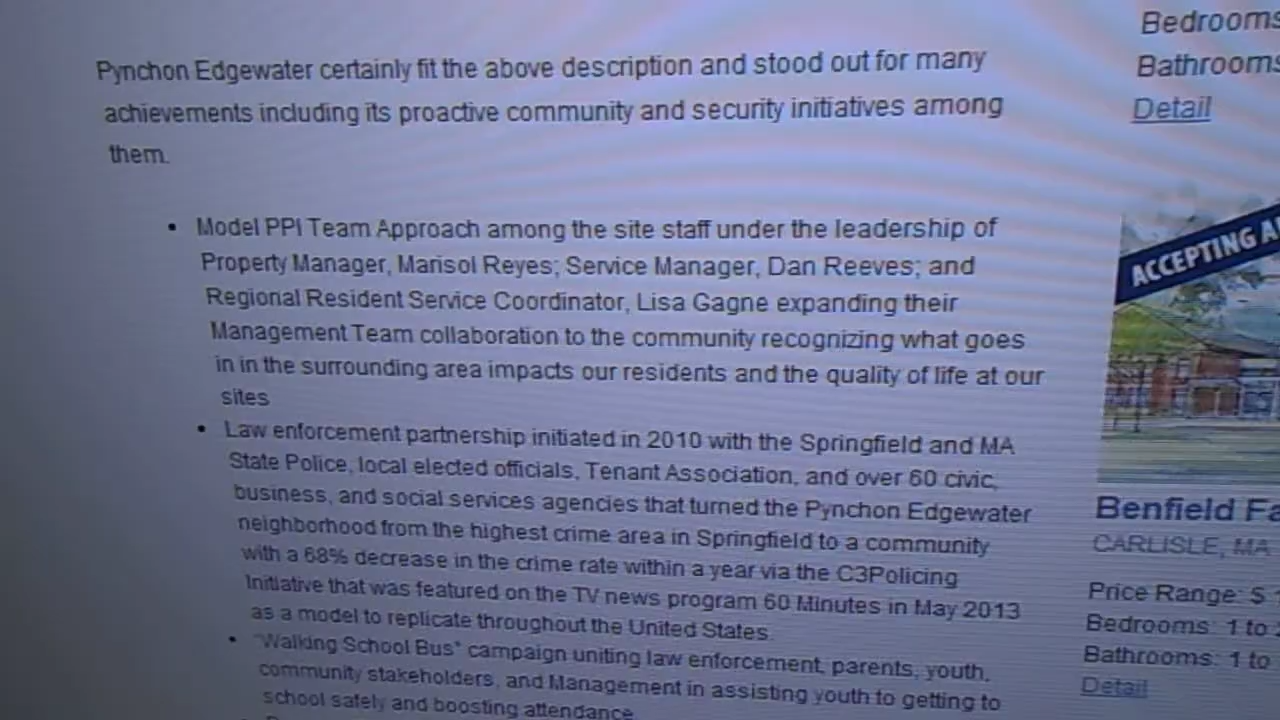 Pynchon Edgewater certainly fit the above description and stood out for many
achievements including its proactive community and security initiatives among
them.
• Model PPI Team Approach among the site staff under the leadership of
Property Manager, Marisol Reyes; Service Manager, Dan Reeves; and
Regional Resident Service Coordinator, Lisa Gagne expanding their
Management Team collaboration to the community recognizing what goes
in in the surrounding area impacts our residents and the quality of life at our
sites
• Law enforcement partnership initiated in 2010 with the Springfield and MA
State Police, local elected officials, Tenant Association, and over 60 civic,
business, and social services agencies that turned the Pynchon Edgewater
neighborhood from the highest crime area in Springfield to a community
with a 68% decrease in the crime rate within a year via the C3Policing
Initiative that was featured on the TV news program 60 Minutes in May 2013
as a model to replicate throughout the United States.
• "Walking School Bus" campaign uniting law enforcement, parents, youth,
community stakeholders, and Management in assisting youth to getting to
school safely and boosting attendance.
Bedrooms
Bathrooms
Detail
ACCEPTING A
Benfield Fa
CARLISLE, MA
Price Range: $
Bedrooms: 1 to
Bathrooms: 1 to
Detail